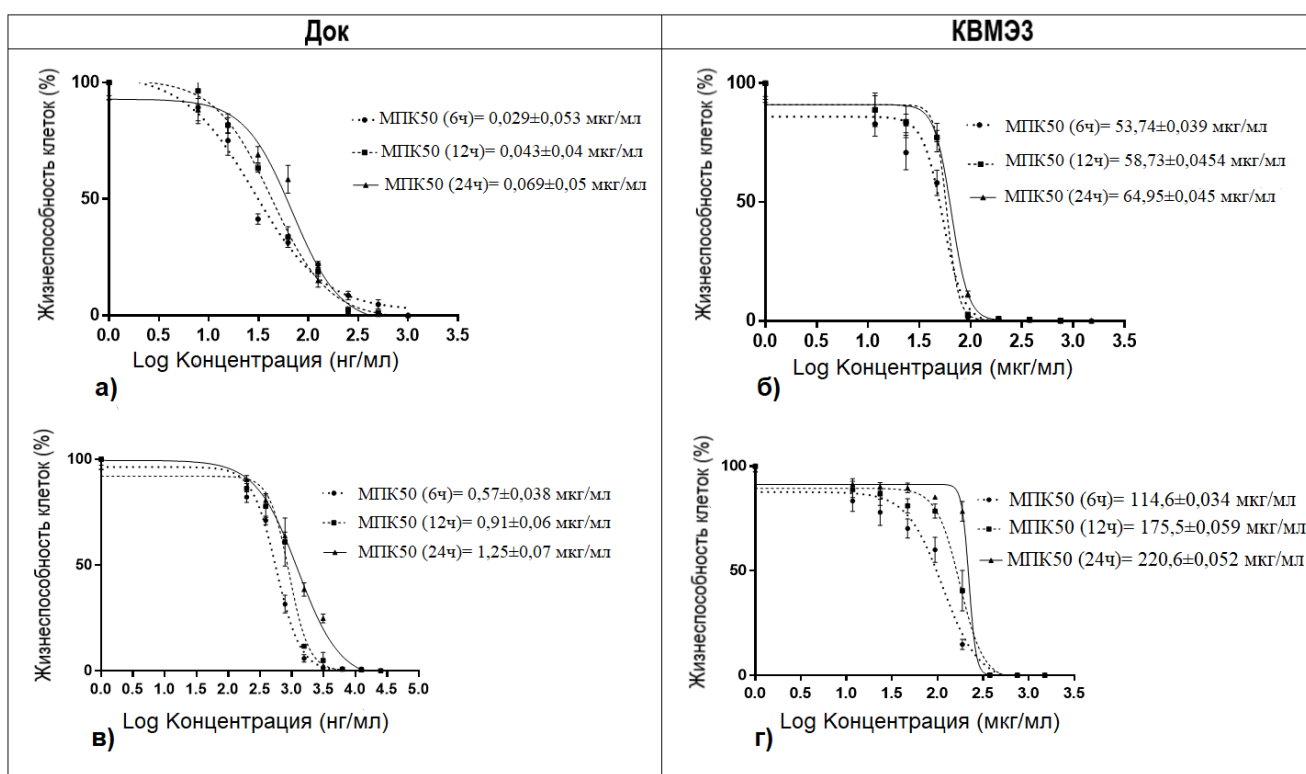 Док
КВМЭЗ
Жизнеспособность клеток (%)
100
50
0
МПК50 (6ч)= 0,029±0,053 мкг/мл
МПК50 (12ч)= 0,043±0,04 мкг/мл
МПК50 (24ч)= 0,069±0,05 мкг/мл
0.0 0.5 1.0 1.5 2.0 2.5 3.0 3.5
Log Концентрация (нг/мл)
а)
Жизнеспособность клеток (%)
100
50
0
МПК50 (6ч)= 53,74±0,039 мкг/мл
МПК50 (12ч)= 58,73±0,0454 мкг/мл
МПК50 (24ч)= 64,95±0,045 мкг/мл
0.0 0.5 1.0 1.5 2.0 2.5 3.0 3.5
Log Концентрация (мкг/мл)
б)
Жизнеспособность клеток (%)
100
50
0
МПК50 (6ч)= 0,57±0,038 мкг/мл
МПК50 (12ч)= 0,91±0,06 мкг/мл
МПК50 (24ч)= 1,25±0,07 мкг/мл
0.0 2.0 2.5 3.0 3.5 4.0 4.5 5.0
Log Концентрация (нг/мл)
в)
Жизнеспособность клеток (%)
100
50
0
МПК50 (6ч)= 114,6±0,034 мкг/мл
МПК50 (12ч)= 175,5±0,059 мкг/мл
МПК50 (24ч)= 220,6±0,052 мкг/мл
0.0 1.0 1.5 2.0 2.5 3.0 3.5
Log Концентрация (мкг/мл)
г)